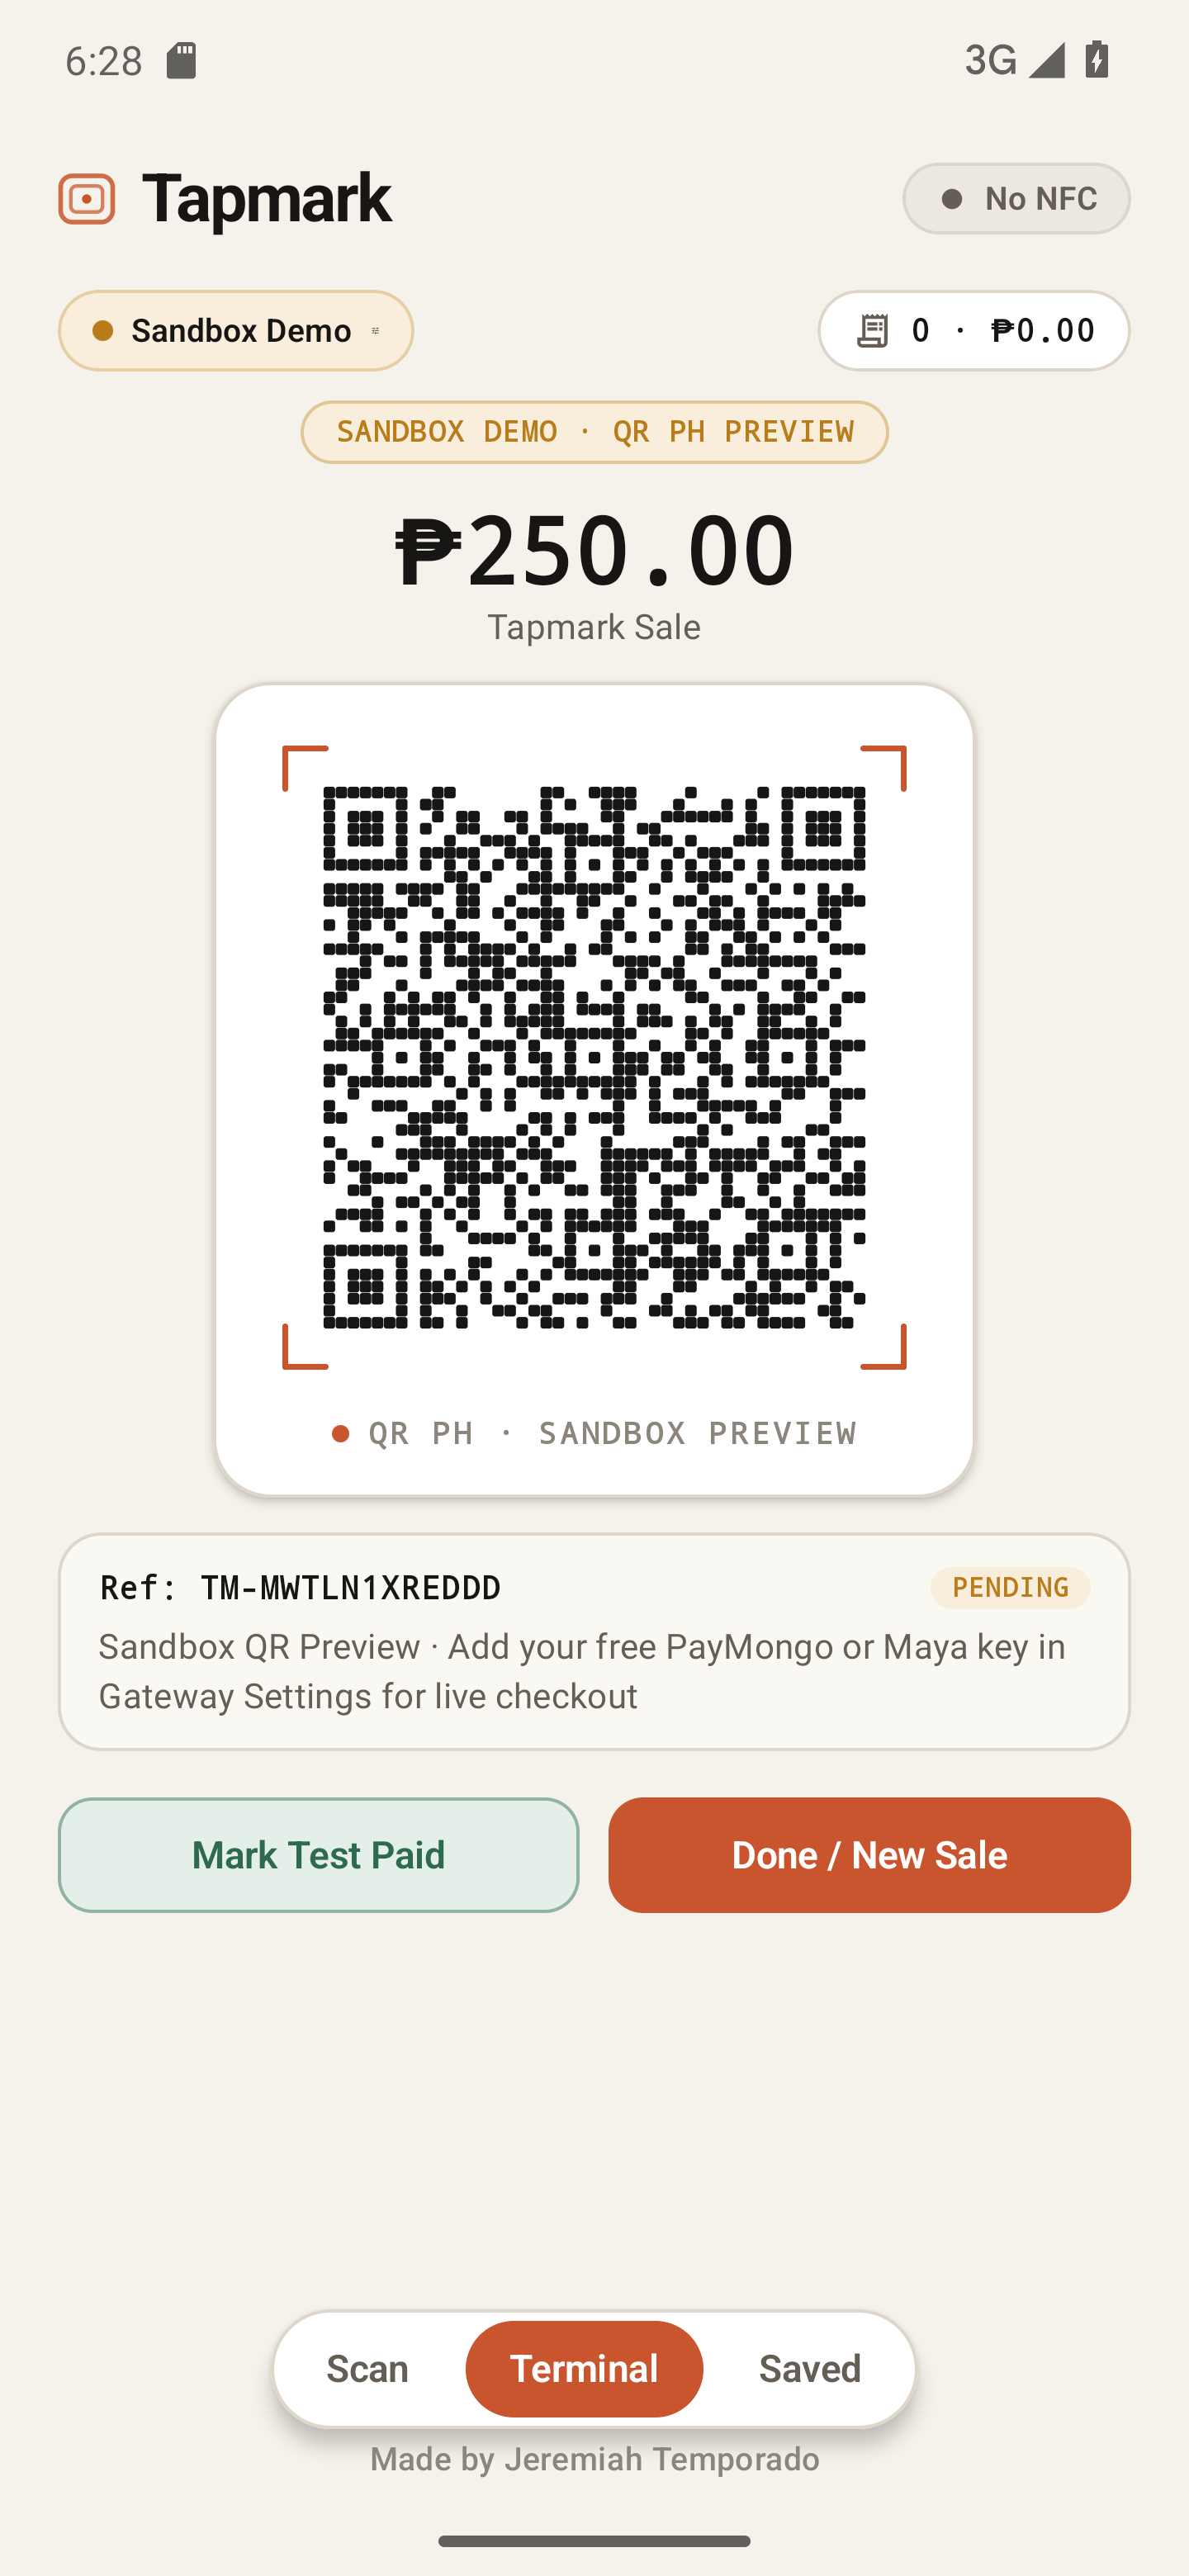 6:28 3G
Tapmark
No NFC
Sandbox Demo
0 · ₱0.00
SANDBOX DEMO · QR PH PREVIEW
₱250.00
Tapmark Sale
QR PH · SANDBOX PREVIEW
Ref: TM-MWTLN1XREDDD
PENDING
Sandbox QR Preview · Add your free PayMongo or Maya key in
Gateway Settings for live checkout
Mark Test Paid
Done / New Sale
Scan
Terminal
Saved
Made by Jeremiah Temporado